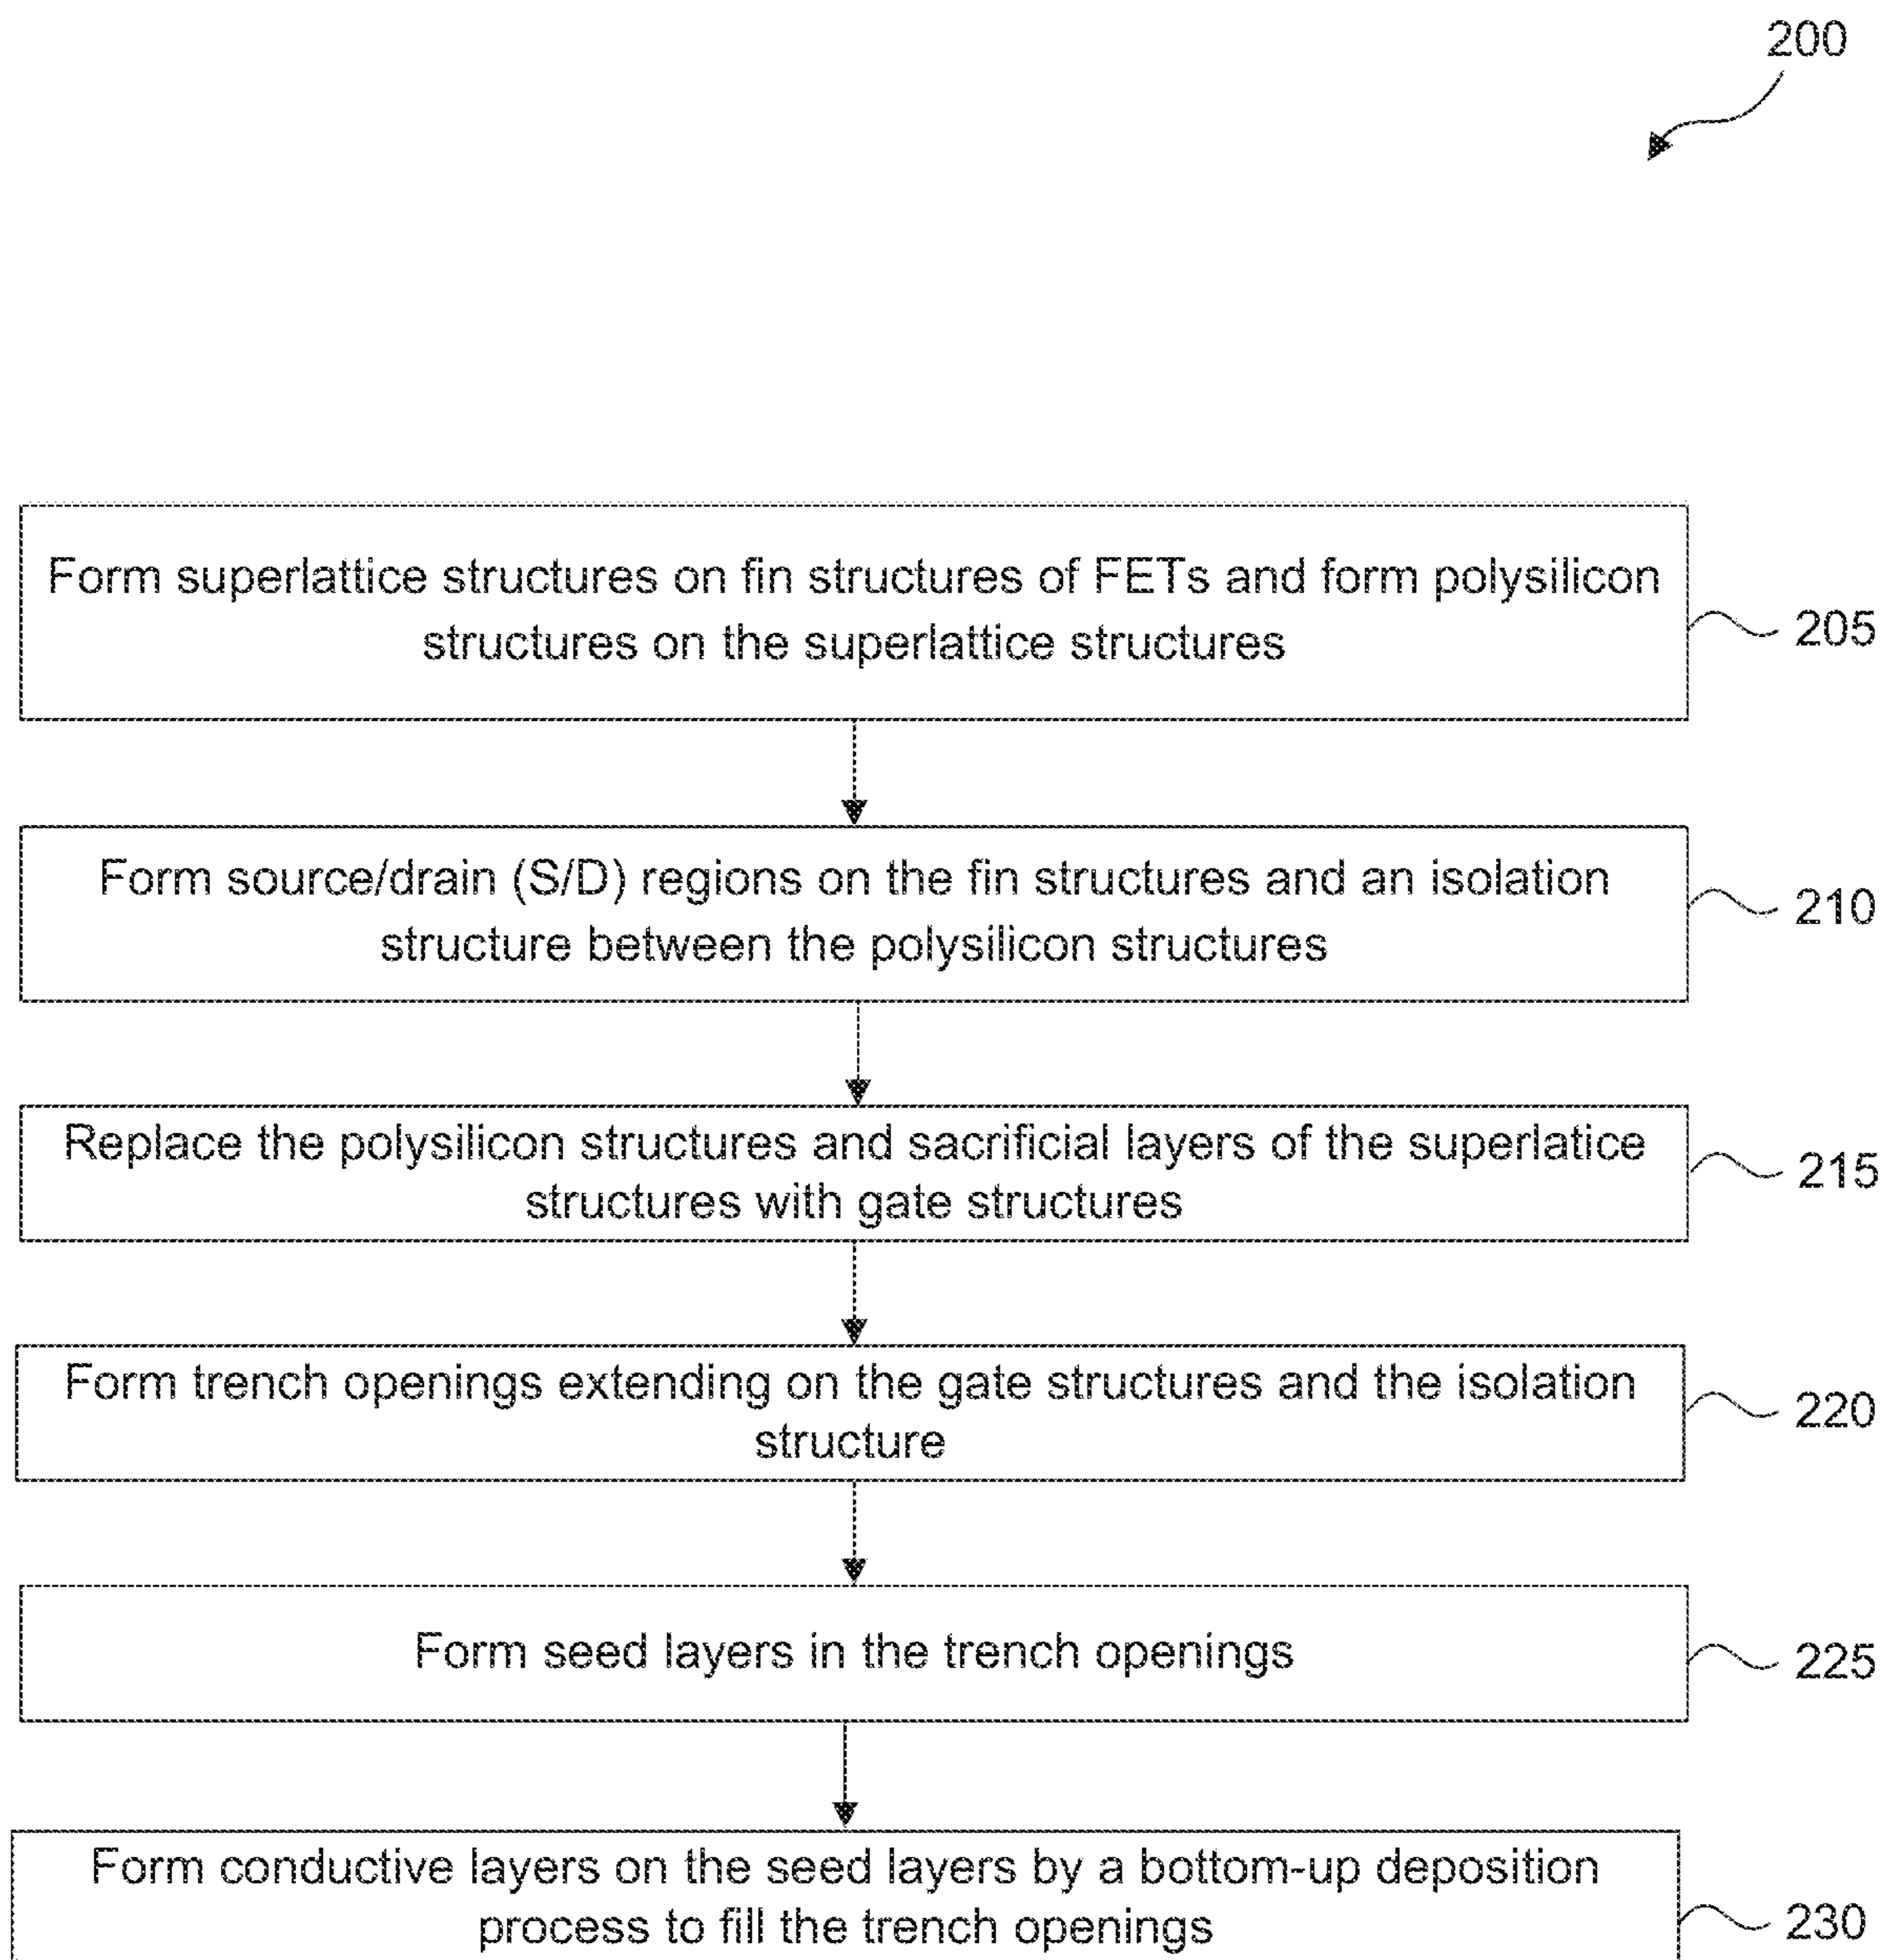 200
Form superlattice structures on fin structures of FETs and form polysilicon
structures on the superlattice structures
205
Form source/drain (S/D) regions on the fin structures and an isolation
structure between the polysilicon structures
210
Replace the polysilicon structures and sacrificial layers of the superlatice
structures with gate structures
215
Form trench openings extending on the gate structures and the isolation
structure
220
Form seed layers in the trench openings
225
Form conductive layers on the seed layers by a bottom-up deposition
process to fill the trench openings
230